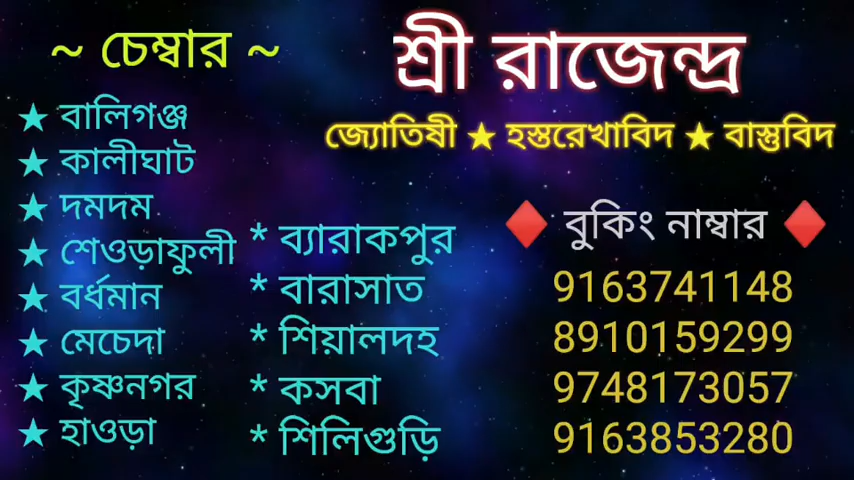 ~ চেম্বার ~
★ বালিগঞ্জ
★ কালীঘাট
★ দমদম
★ শেওড়াফুলী
★ বর্ধমান
★ মেচেদা
★ কৃষ্ণনগর
★ হাওড়া
* ব্যারাকপুর
* বারাসাত
* শিয়ালদহ
* কসবা
* শিলিগুড়ি
শ্রী রাজেন্দ্র
জ্যোতিষী ★ হস্তরেখাবিদ ★ বাস্তুবিদ
♦ বুকিং নাম্বার ♦
9163741148
8910159299
9748173057
9163853280